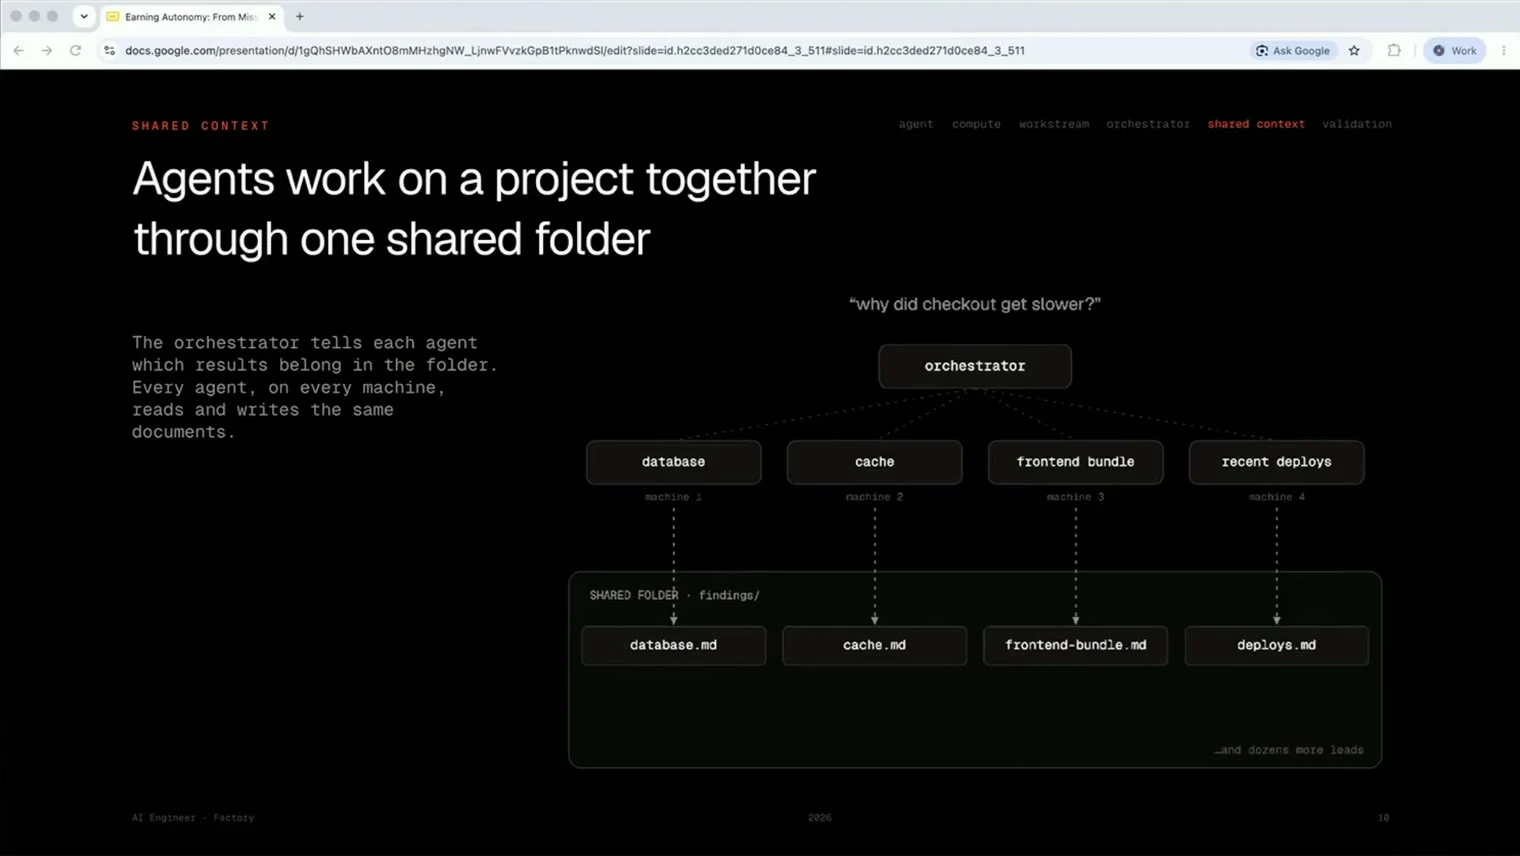 Earning Autonomy: From Miss
docs.google.com/presentation/d/1gQhSHWbAXntO8mMHzhgNW_LjnwFVvzkGpB1tPknwdSI/edit?slide=id.h2cc3ded271d0ce84_3_511#slide=id.h2cc3ded271d0ce84_3_511
Ask Google
Work
SHARED CONTEXT
agent compute workstream orchestrator shared context validation
Agents work on a project together
through one shared folder
The orchestrator tells each agent
which results belong in the folder.
Every agent, on every machine,
reads and writes the same
documents.
“why did checkout get slower?”
orchestrator
database cache frontend bundle recent deploys
machine 1 machine 2 machine 3 machine 4
SHARED FOLDER · findings/
database.md cache.md frontend-bundle.md deploys.md
…and dozens more leads
AI Engineer · Factory 2026 10